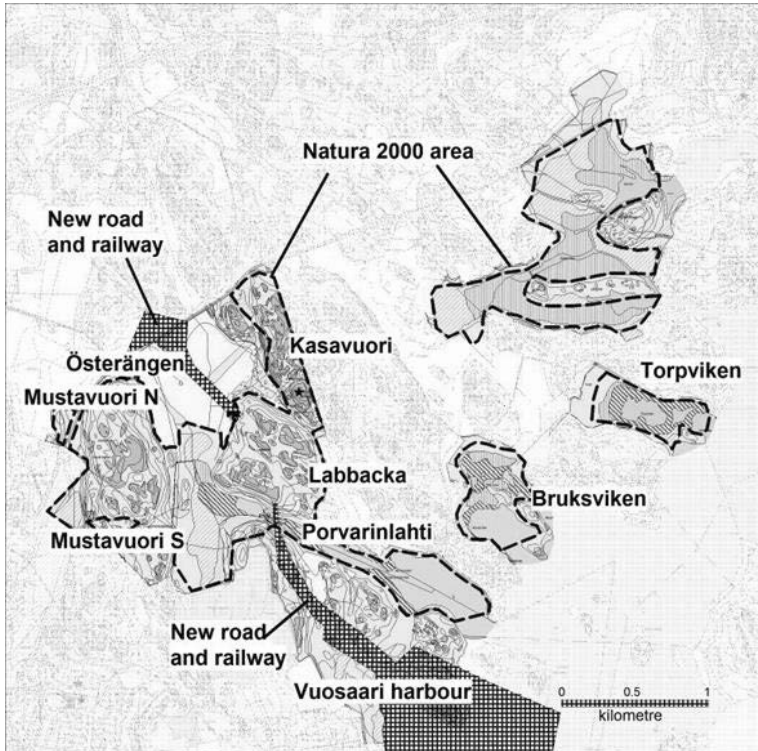 Natura 2000 area
New road
and railway
Kasavuori
Österängen
Torpviken
Mustavuori N
Labbacka
Bruksviken
Mustavuori S
Porvarinlahti
New road
and railway
Vuosaari harbour
0 0.5 1
kilometre